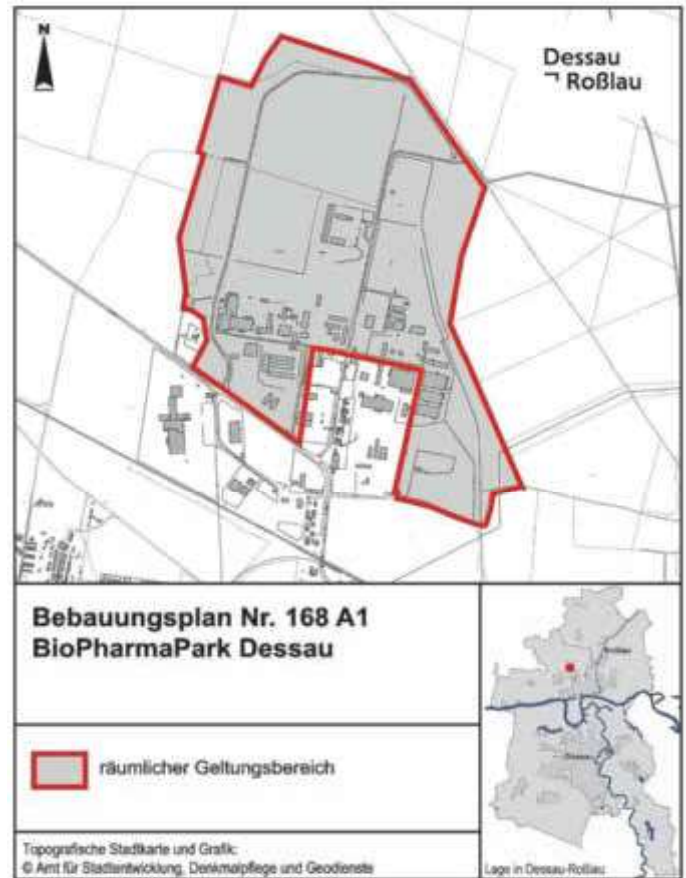 N
Dessau
¬ Roßlau
Bebauungsplan Nr. 168 A1
BioPharmaPark Dessau
räumlicher Geltungsbereich
Topografische Stadtkarte und Grafik:
© Amt für Stadtentwicklung, Denkmalpflege und Geodienste
Roßlau
Dessau
Lage in Dessau-Roßlau